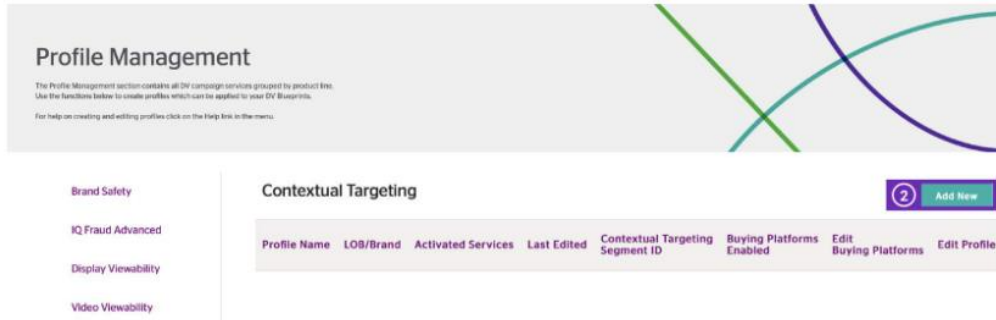 Profile Management
The Profile Management section contains all DV campaign services grouped by product line.
Use the functions below to create profiles which can be applied to your DV Blueprints.
For help on creating and editing profiles click on the Help link in the menu.
Brand Safety
IQ Fraud Advanced
Display Viewability
Video Viewability
Contextual Targeting
2 Add New
Profile Name LOB/Brand Activated Services Last Edited Contextual Targeting Segment ID Buying Platforms Enabled Edit Buying Platforms Edit Profile